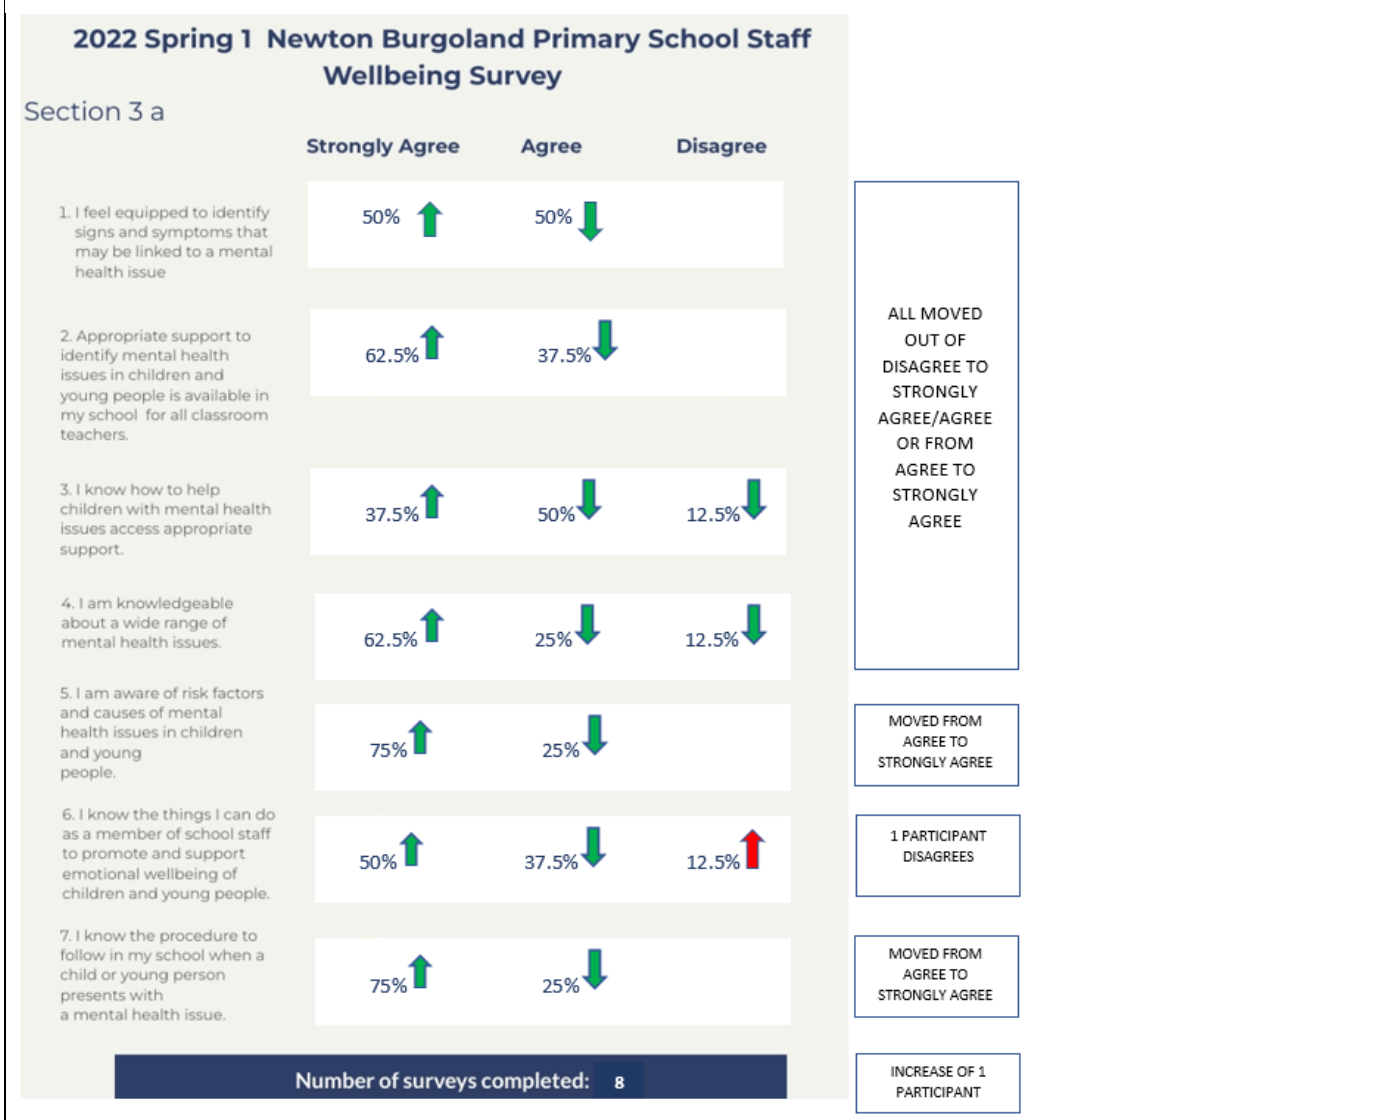 2022 Spring 1 Newton Burgoland Primary School Staff
Wellbeing Survey
Section 3 a
Strongly Agree Agree Disagree
1. I feel equipped to identify
signs and symptoms that
may be linked to a mental
health issue
50% 50%
2. Appropriate support to
identify mental health
issues in children and
young people is available in
my school for all classroom
teachers.
62.5% 37.5%
3. I know how to help
children with mental health
issues access appropriate
support.
37.5% 50% 12.5%
4. I am knowledgeable
about a wide range of
mental health issues.
62.5% 25% 12.5%
ALL MOVED
OUT OF
DISAGREE TO
STRONGLY
AGREE/AGREE
OR FROM
AGREE TO
STRONGLY
AGREE
5. I am aware of risk factors
and causes of mental
health issues in children
and young
people.
75% 25%
MOVED FROM
AGREE TO
STRONGLY AGREE
6. I know the things I can do
as a member of school staff
to promote and support
emotional wellbeing of
children and young people.
50% 37.5% 12.5%
1 PARTICIPANT
DISAGREES
7. I know the procedure to
follow in my school when a
child or young person
presents with
a mental health issue.
75% 25%
MOVED FROM
AGREE TO
STRONGLY AGREE
Number of surveys completed: 8
INCREASE OF 1
PARTICIPANT